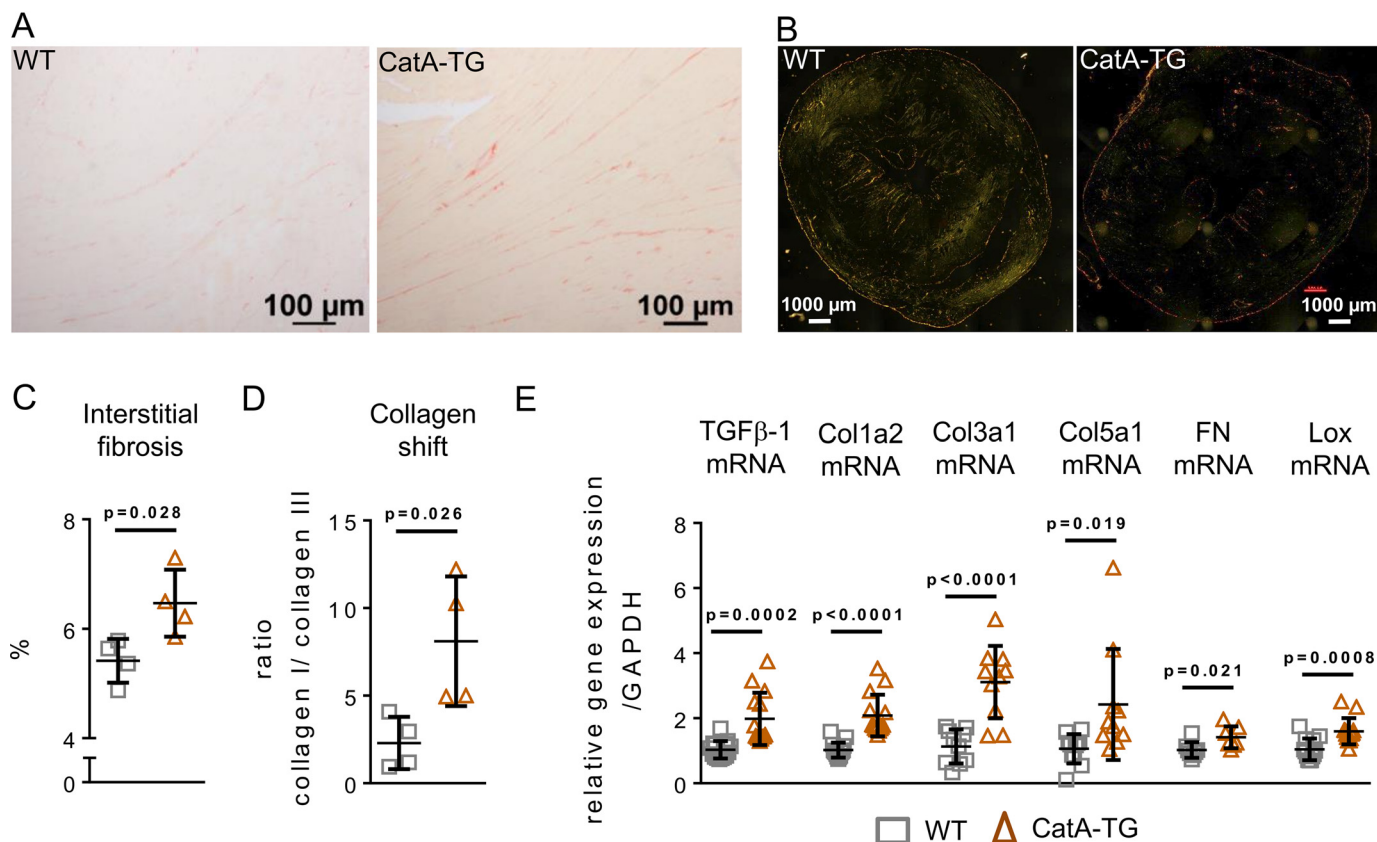 A
WT
CatA-TG
100 µm
100 µm
B
WT
CatA-TG
1000 µm
1000 µm
C
Interstitial
fibrosis
p=0.028
8
6
4
0
%
D
Collagen
shift
p=0.026
15
10
5
0
ratio
collagen I/ collagen III
E
TGFβ-1
mRNA
Col1a2
mRNA
Col3a1
mRNA
Col5a1
mRNA
FN
mRNA
Lox
mRNA
relative gene expression
/GAPDH
8
6
4
2
0
p=0.0002
p<0.0001
p<0.0001
p=0.019
p=0.021
p=0.0008
WT
CatA-TG